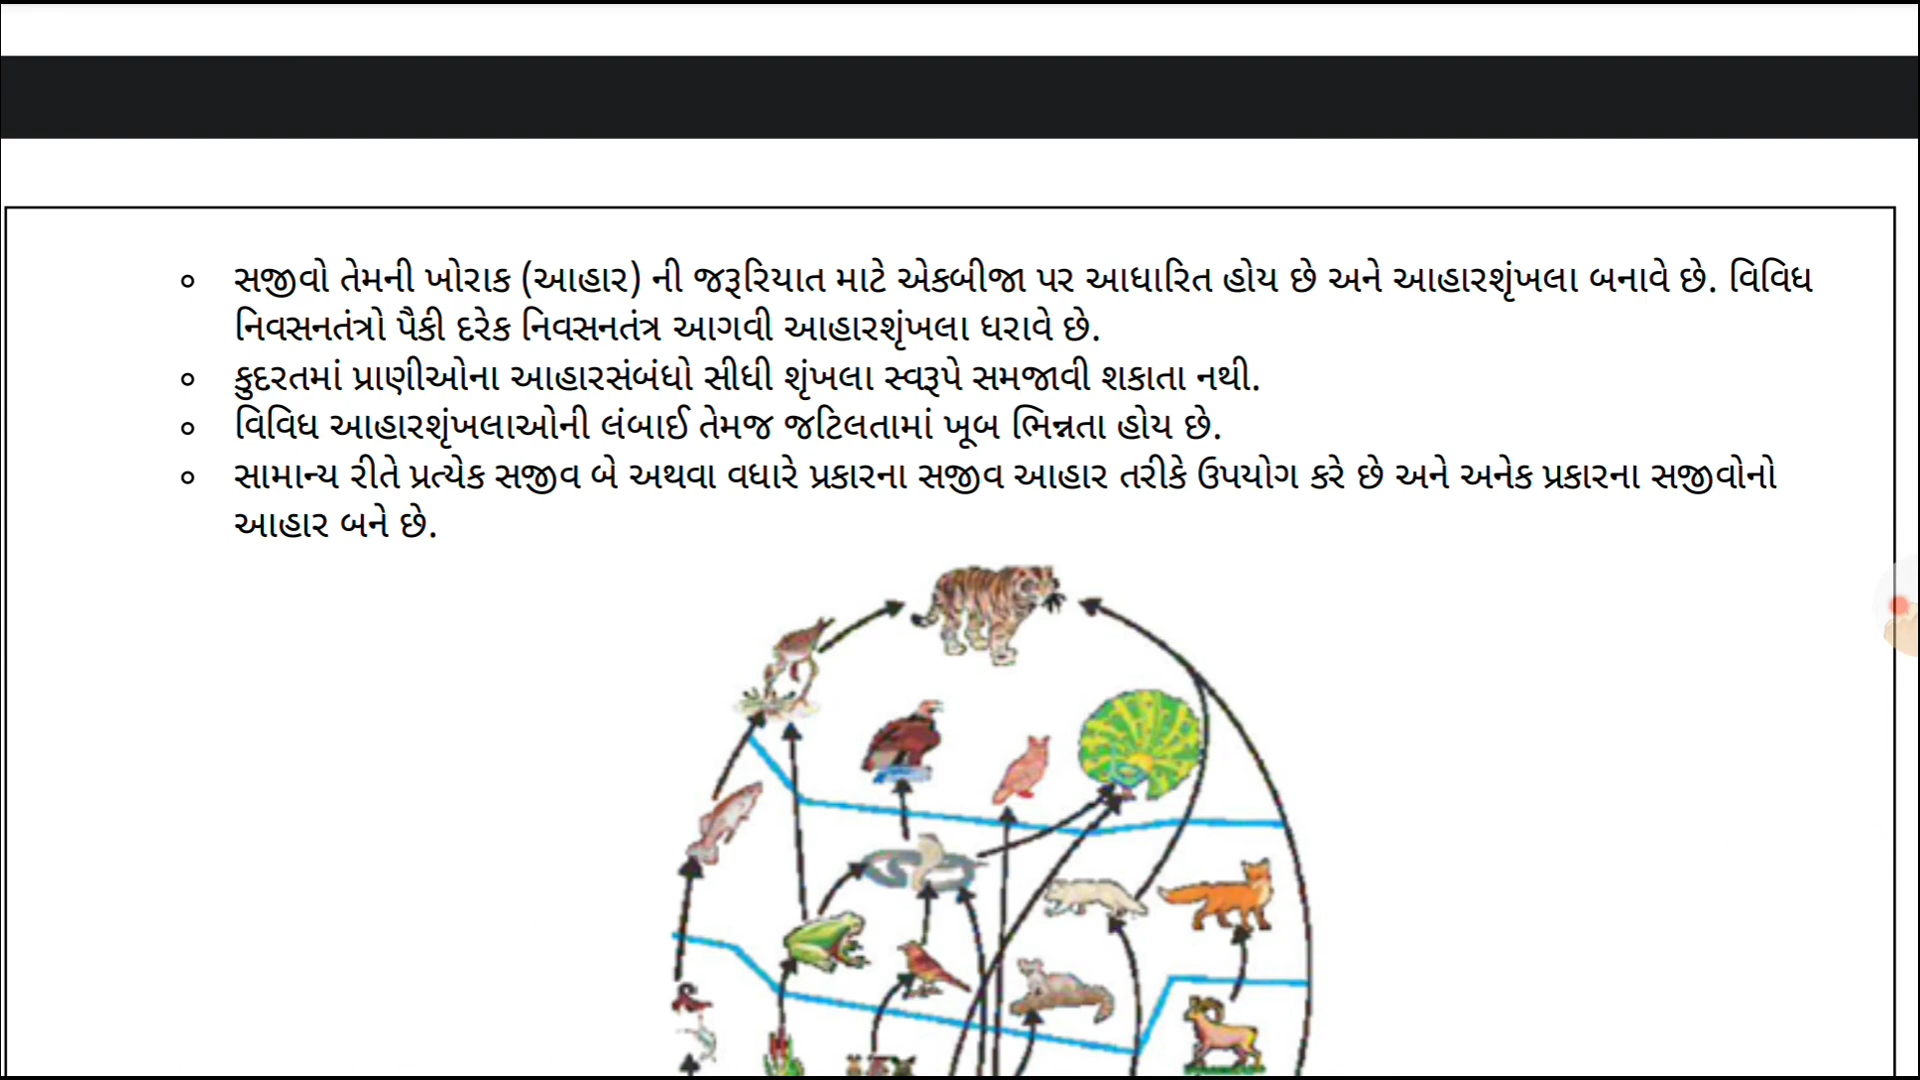 સજીવો તેમની ખોરાક (આહાર) ની જરૂરિયાત માટે એકબીજા પર આધારિત હોય છે અને આહારશૃંખલા બનાવે છે. વિવિધ
નિવસનતંત્રો પૈકી દરેક નિવસનતંત્ર આગવી આહારશૃંખલા ધરાવે છે.
કુદરતમાં પ્રાણીઓના આહારસંબંધો સીધી શૃંખલા સ્વરૂપે સમજાવી શકાતા નથી.
વિવિધ આહારશૃંખલાઓની લંબાઈ તેમજ જટિલતામાં ખૂબ ભિન્નતા હોય છે.
સામાન્ય રીતે પ્રત્યેક સજીવ બે અથવા વધારે પ્રકારના સજીવ આહાર તરીકે ઉપયોગ કરે છે અને અનેક પ્રકારના સજીવોનો
આહાર બને છે.